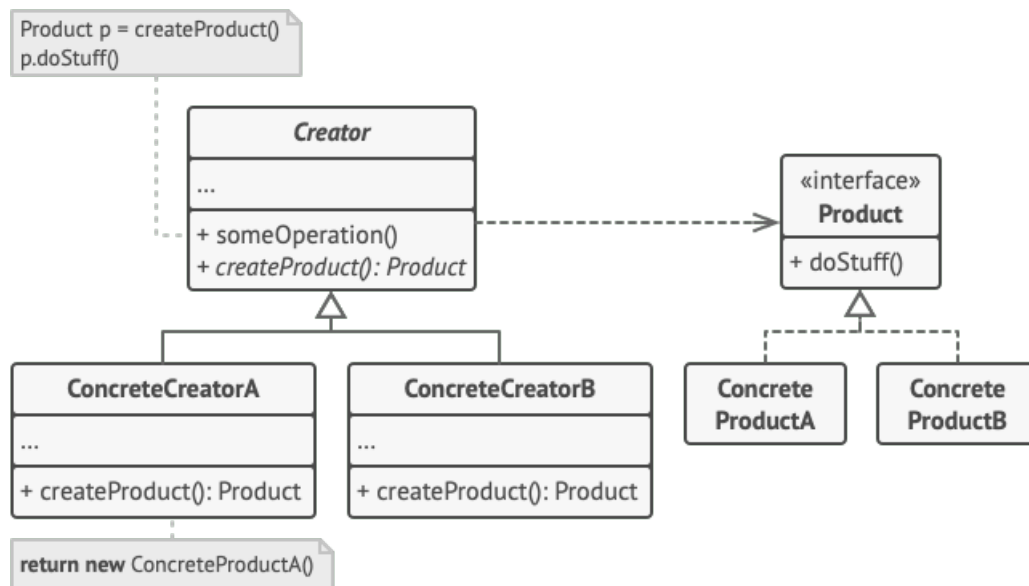 Product p = createProduct()
p.doStuff()
Creator
...
+ someOperation()
+ createProduct(): Product
«interface»
Product
+ doStuff()
ConcreteCreatorA
...
+ createProduct(): Product
ConcreteCreatorB
...
+ createProduct(): Product
Concrete
ProductA
Concrete
ProductB
return new ConcreteProductA()